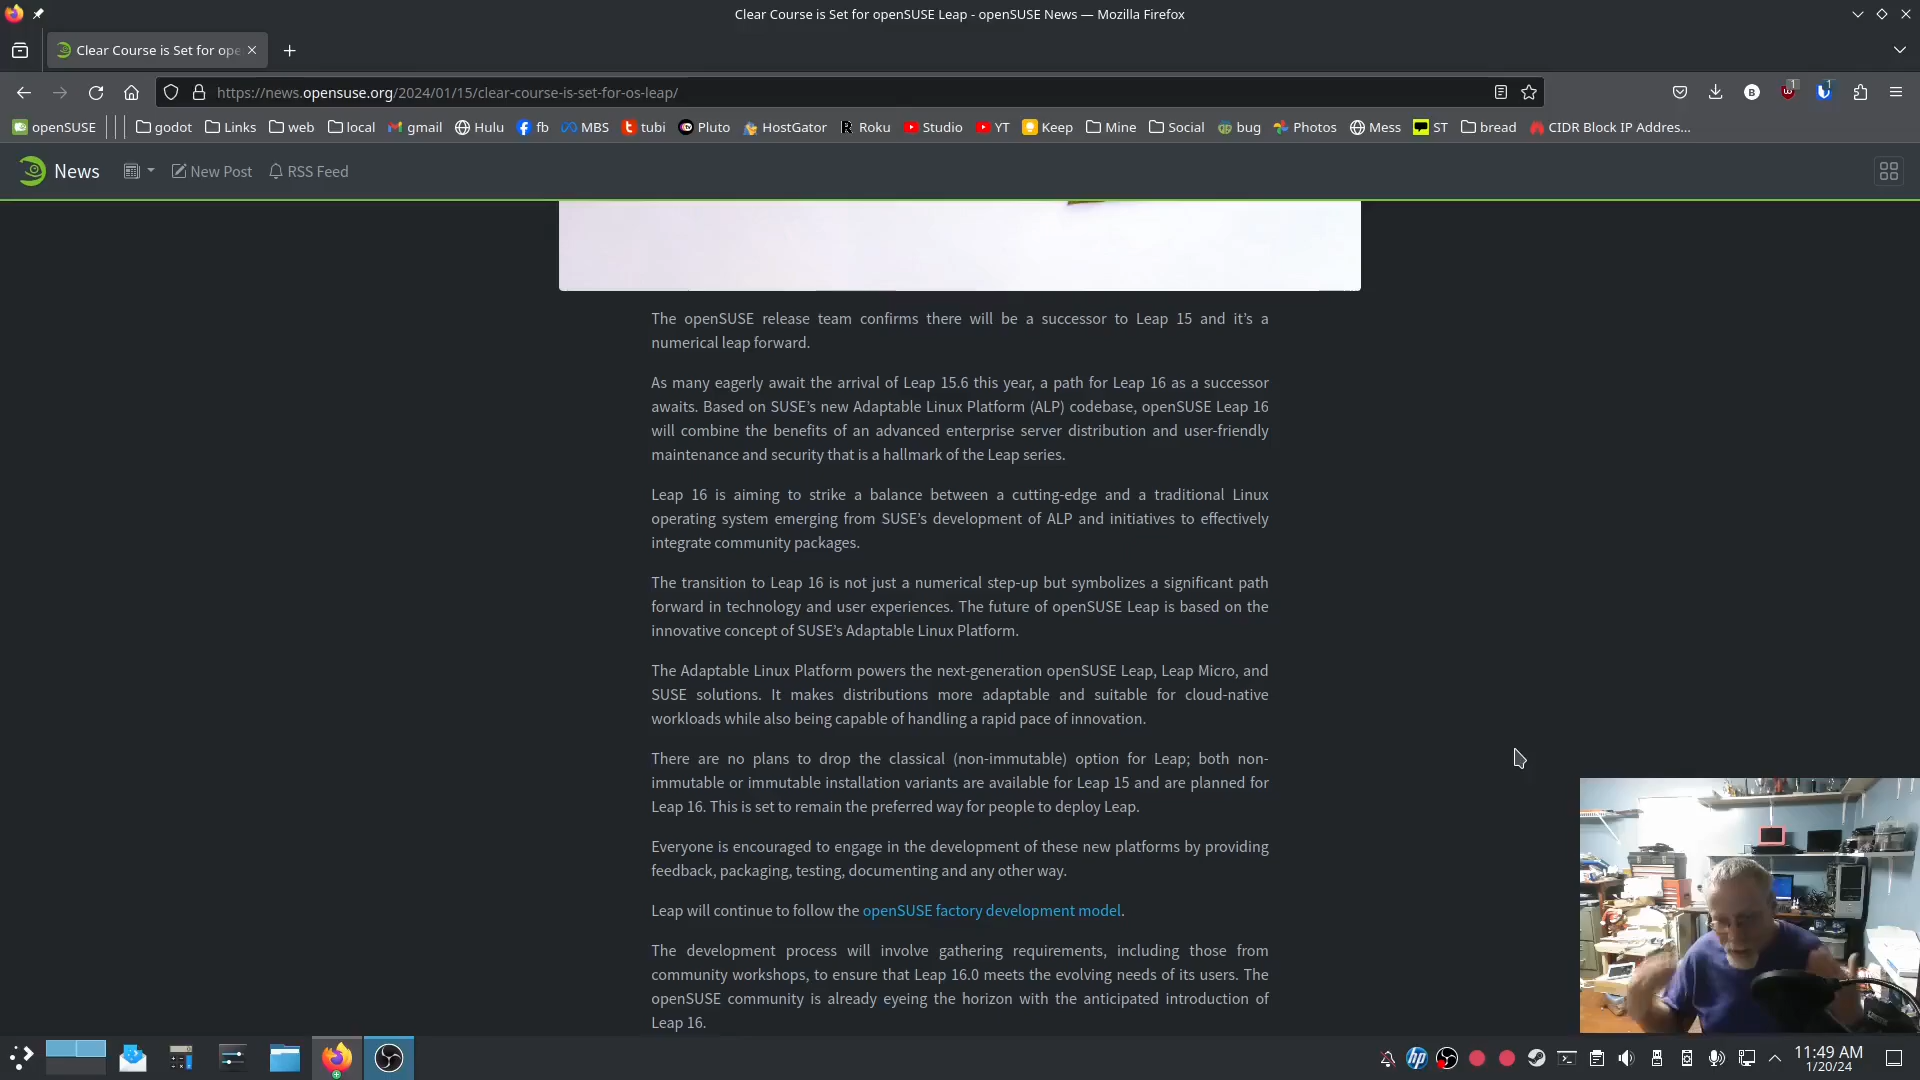 Clear Course is Set for openSUSE Leap - openSUSE News — Mozilla Firefox
Clear Course is Set for ope
https://news.opensuse.org/2024/01/15/clear-course-is-set-for-os-leap/
openSUSE godot Links web local gmail Hulu fb MBS tubi Pluto HostGator Roku Studio YT Keep Mine Social bug Photos Mess ST bread CIDR Block IP Addres...
News New Post RSS Feed
The openSUSE release team confirms there will be a successor to Leap 15 and it’s a
numerical leap forward.
As many eagerly await the arrival of Leap 15.6 this year, a path for Leap 16 as a successor
awaits. Based on SUSE’s new Adaptable Linux Platform (ALP) codebase, openSUSE Leap 16
will combine the benefits of an advanced enterprise server distribution and user-friendly
maintenance and security that is a hallmark of the Leap series.
Leap 16 is aiming to strike a balance between a cutting-edge and a traditional Linux
operating system emerging from SUSE’s development of ALP and initiatives to effectively
integrate community packages.
The transition to Leap 16 is not just a numerical step-up but symbolizes a significant path
forward in technology and user experiences. The future of openSUSE Leap is based on the
innovative concept of SUSE’s Adaptable Linux Platform.
The Adaptable Linux Platform powers the next-generation openSUSE Leap, Leap Micro, and
SUSE solutions. It makes distributions more adaptable and suitable for cloud-native
workloads while also being capable of handling a rapid pace of innovation.
There are no plans to drop the classical (non-immutable) option for Leap; both non-
immutable or immutable installation variants are available for Leap 15 and are planned for
Leap 16. This is set to remain the preferred way for people to deploy Leap.
Everyone is encouraged to engage in the development of these new platforms by providing
feedback, packaging, testing, documenting and any other way.
Leap will continue to follow the openSUSE factory development model.
The development process will involve gathering requirements, including those from
community workshops, to ensure that Leap 16.0 meets the evolving needs of its users. The
openSUSE community is already eyeing the horizon with the anticipated introduction of
Leap 16.
11:49 AM
1/20/24